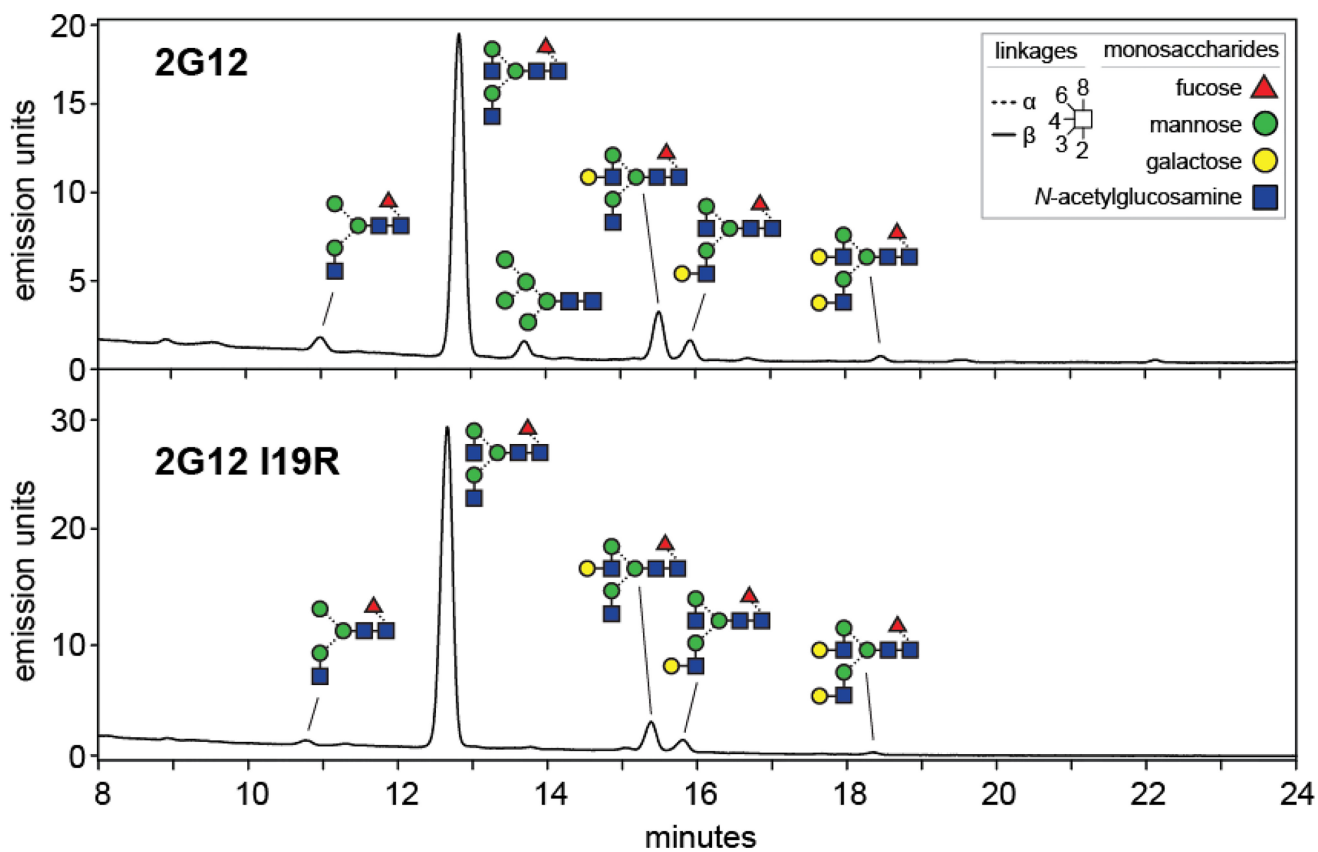 20
15
10
5
0
emission units
2G12
linkages monosaccharides
α
β
8
6
4
3
2
fucose
mannose
galactose
N-acetylglucosamine
30
20
10
0
emission units
2G12 I19R
8 10 12 14 16 18 20 22 24
minutes